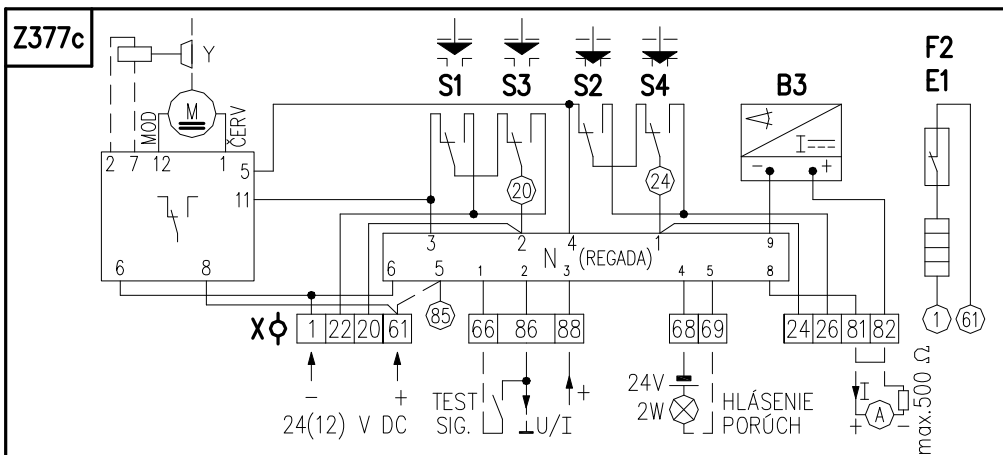 Z377c
Y
M
MOD
ČERV
2 7 12 1
5
11
6 8
S1 S3 S2 S4
20
24
B3
I
- +
F2
E1
3 2 4 1 9
N (REGADA)
6 5 1 2 3 4 5 8
85
X
1 22 20 61
66 86 88
68 69
24 26 81 82
1 61
- +
24(12) V DC
TEST
SIG.
U/I
+
24V
2W
HLÁSENIE
PORÚCH
I
A
+ -
max.500 Ω